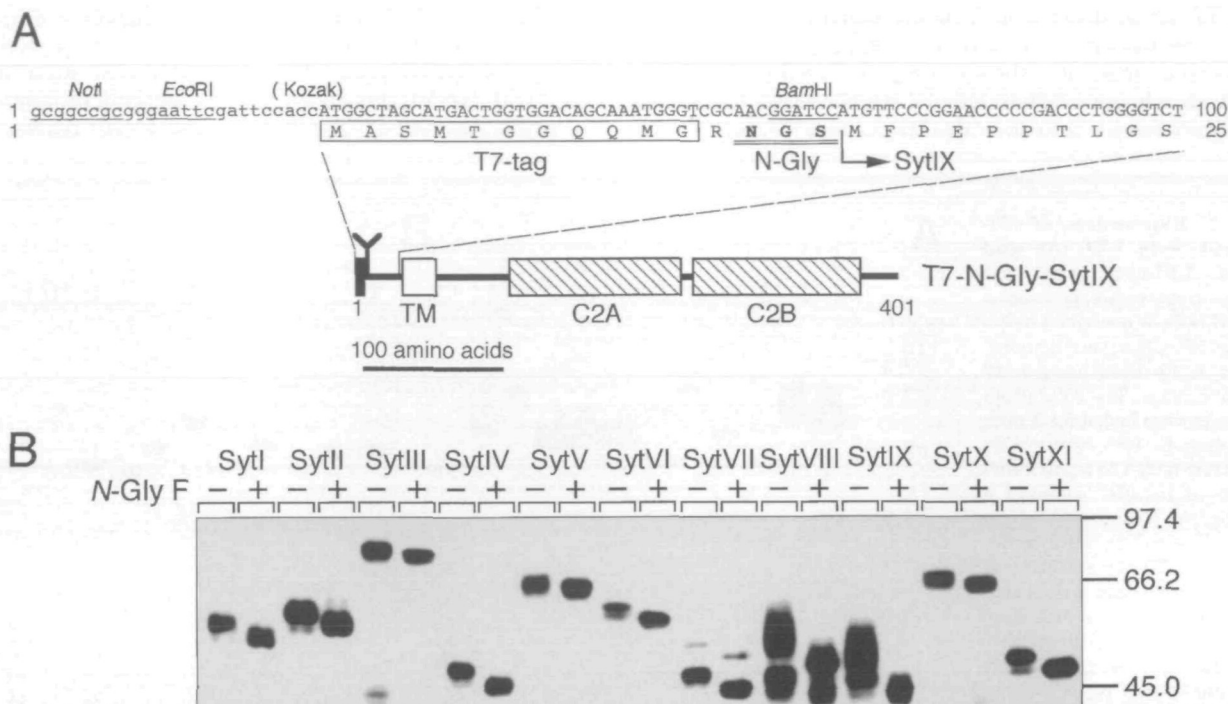 A
NotI EcoRI (Kozak) BamHI
1 gcggccgcgggaattcgattccaccATGGCTAGCATGACTGGTGGACAGCAAATGGGTCGCAACGGATCCATGTTCCCGGAACCCCCGACCCTGGGGTCT 100
1 M A S M T G G Q Q M G R N G S M F P E P P T L G S 25
T7-tag N-Gly SytIX
T7-N-Gly-SytIX
1 TM C2A C2B 401
100 amino acids
B
SytI SytII SytIII SytIV SytV SytVI SytVII SytVIII SytIX SytX SytXI
N-Gly F − + − + − + − + − + − + − + − + − + − + − +
97.4
66.2
45.0